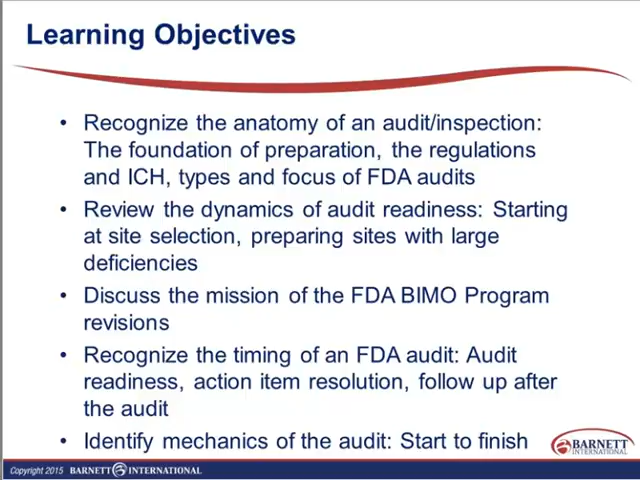 Learning Objectives
• Recognize the anatomy of an audit/inspection:
The foundation of preparation, the regulations
and ICH, types and focus of FDA audits
• Review the dynamics of audit readiness: Starting
at site selection, preparing sites with large
deficiencies
• Discuss the mission of the FDA BIMO Program
revisions
• Recognize the timing of an FDA audit: Audit
readiness, action item resolution, follow up after
the audit
• Identify mechanics of the audit: Start to finish
BARNETT
INTERNATIONAL
Copyright 2015 BARNETT INTERNATIONAL